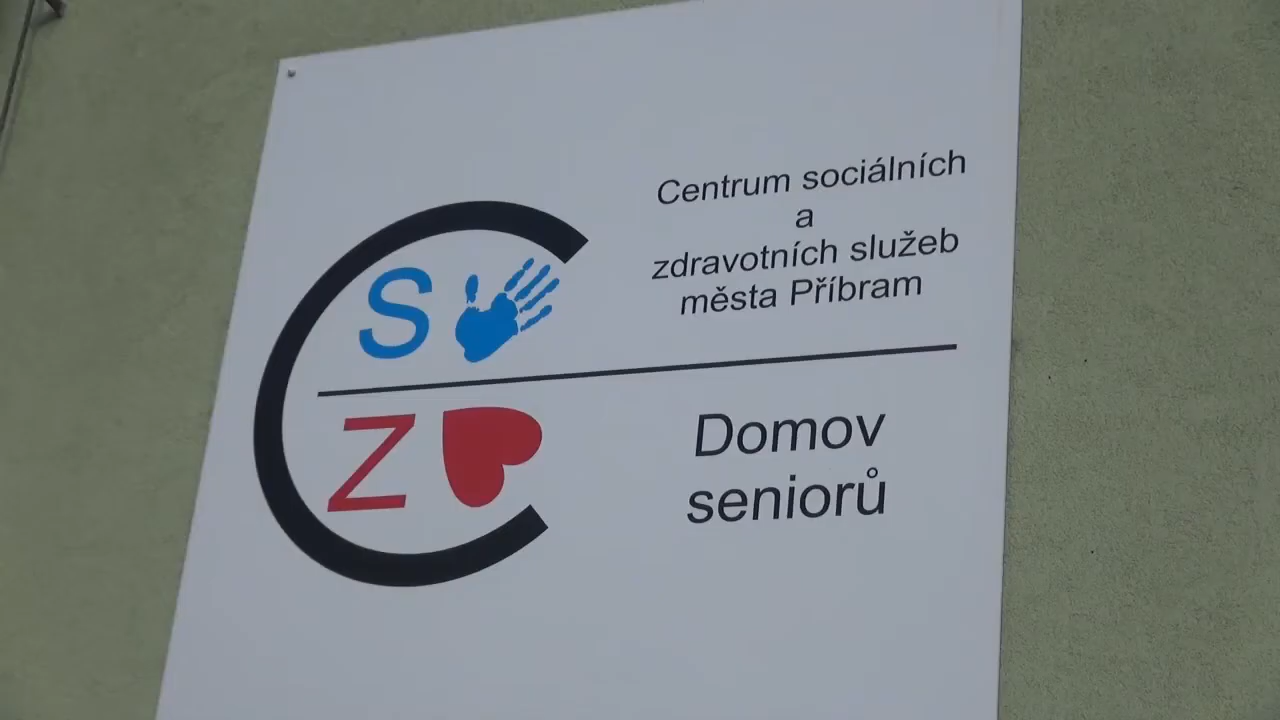 Centrum sociálních
a
zdravotních služeb
města Příbram
S
Z
Domov
seniorů